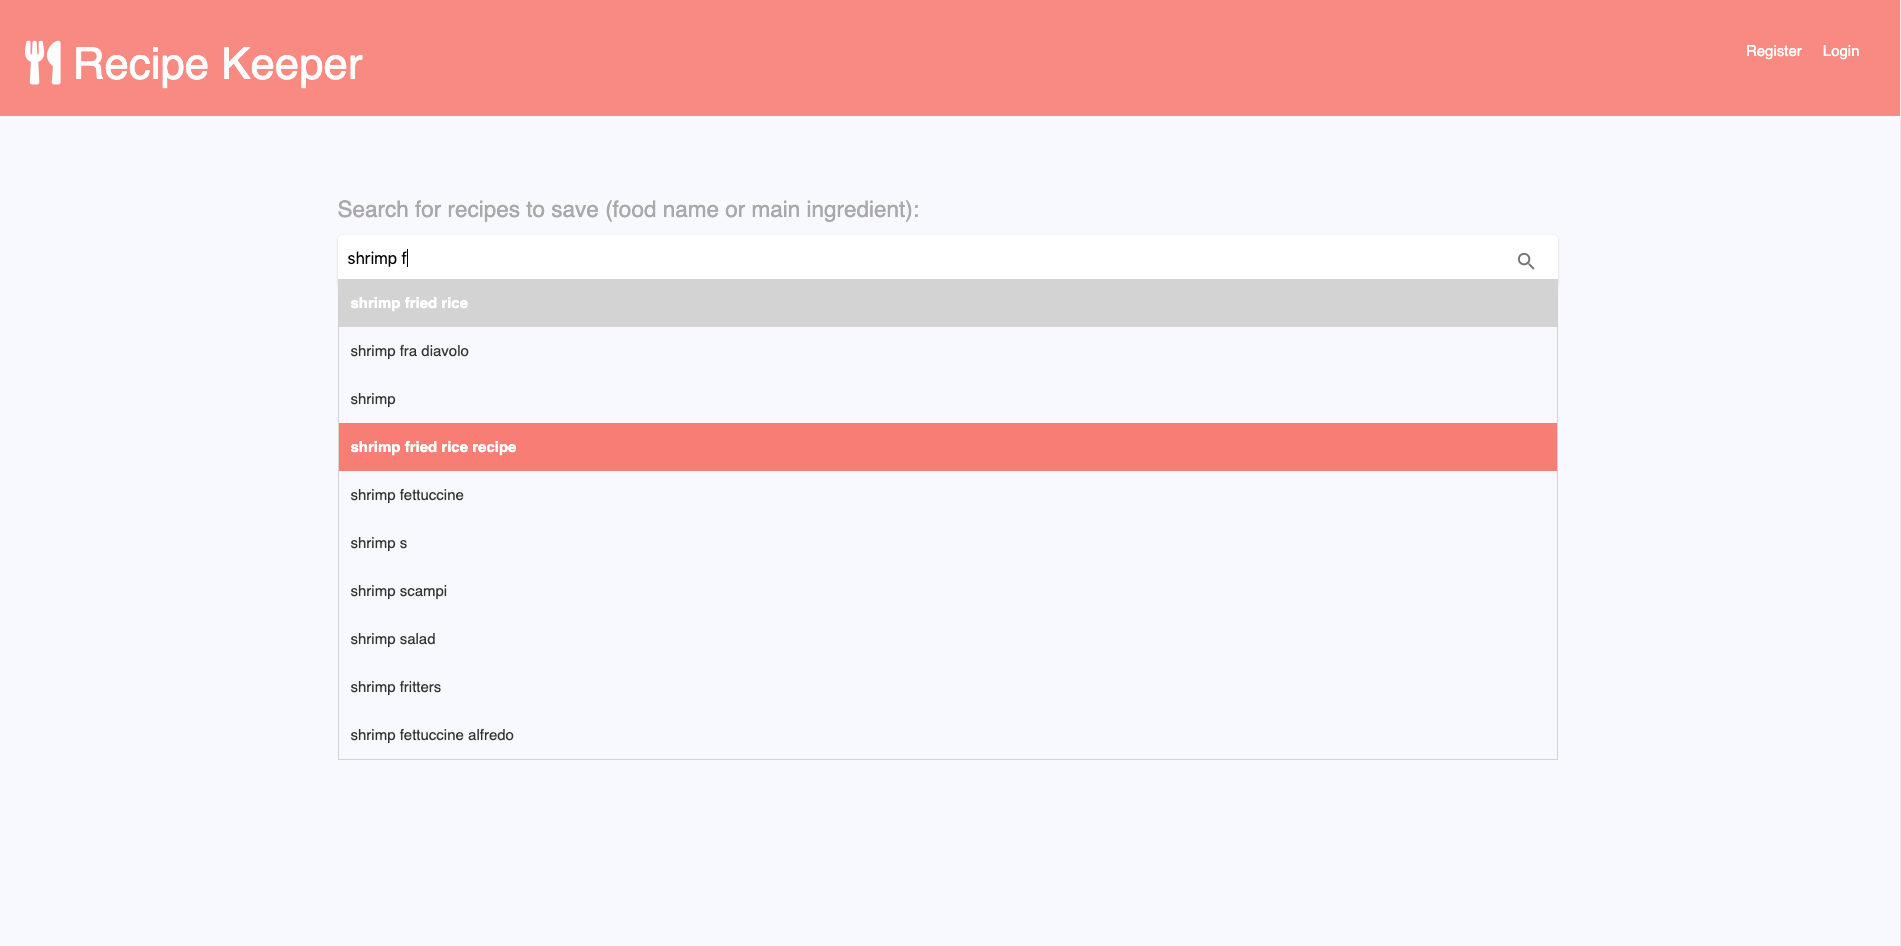 Recipe Keeper
Register Login
Search for recipes to save (food name or main ingredient):
shrimp f
shrimp fried rice
shrimp fra diavolo
shrimp
shrimp fried rice recipe
shrimp fettuccine
shrimp s
shrimp scampi
shrimp salad
shrimp fritters
shrimp fettuccine alfredo